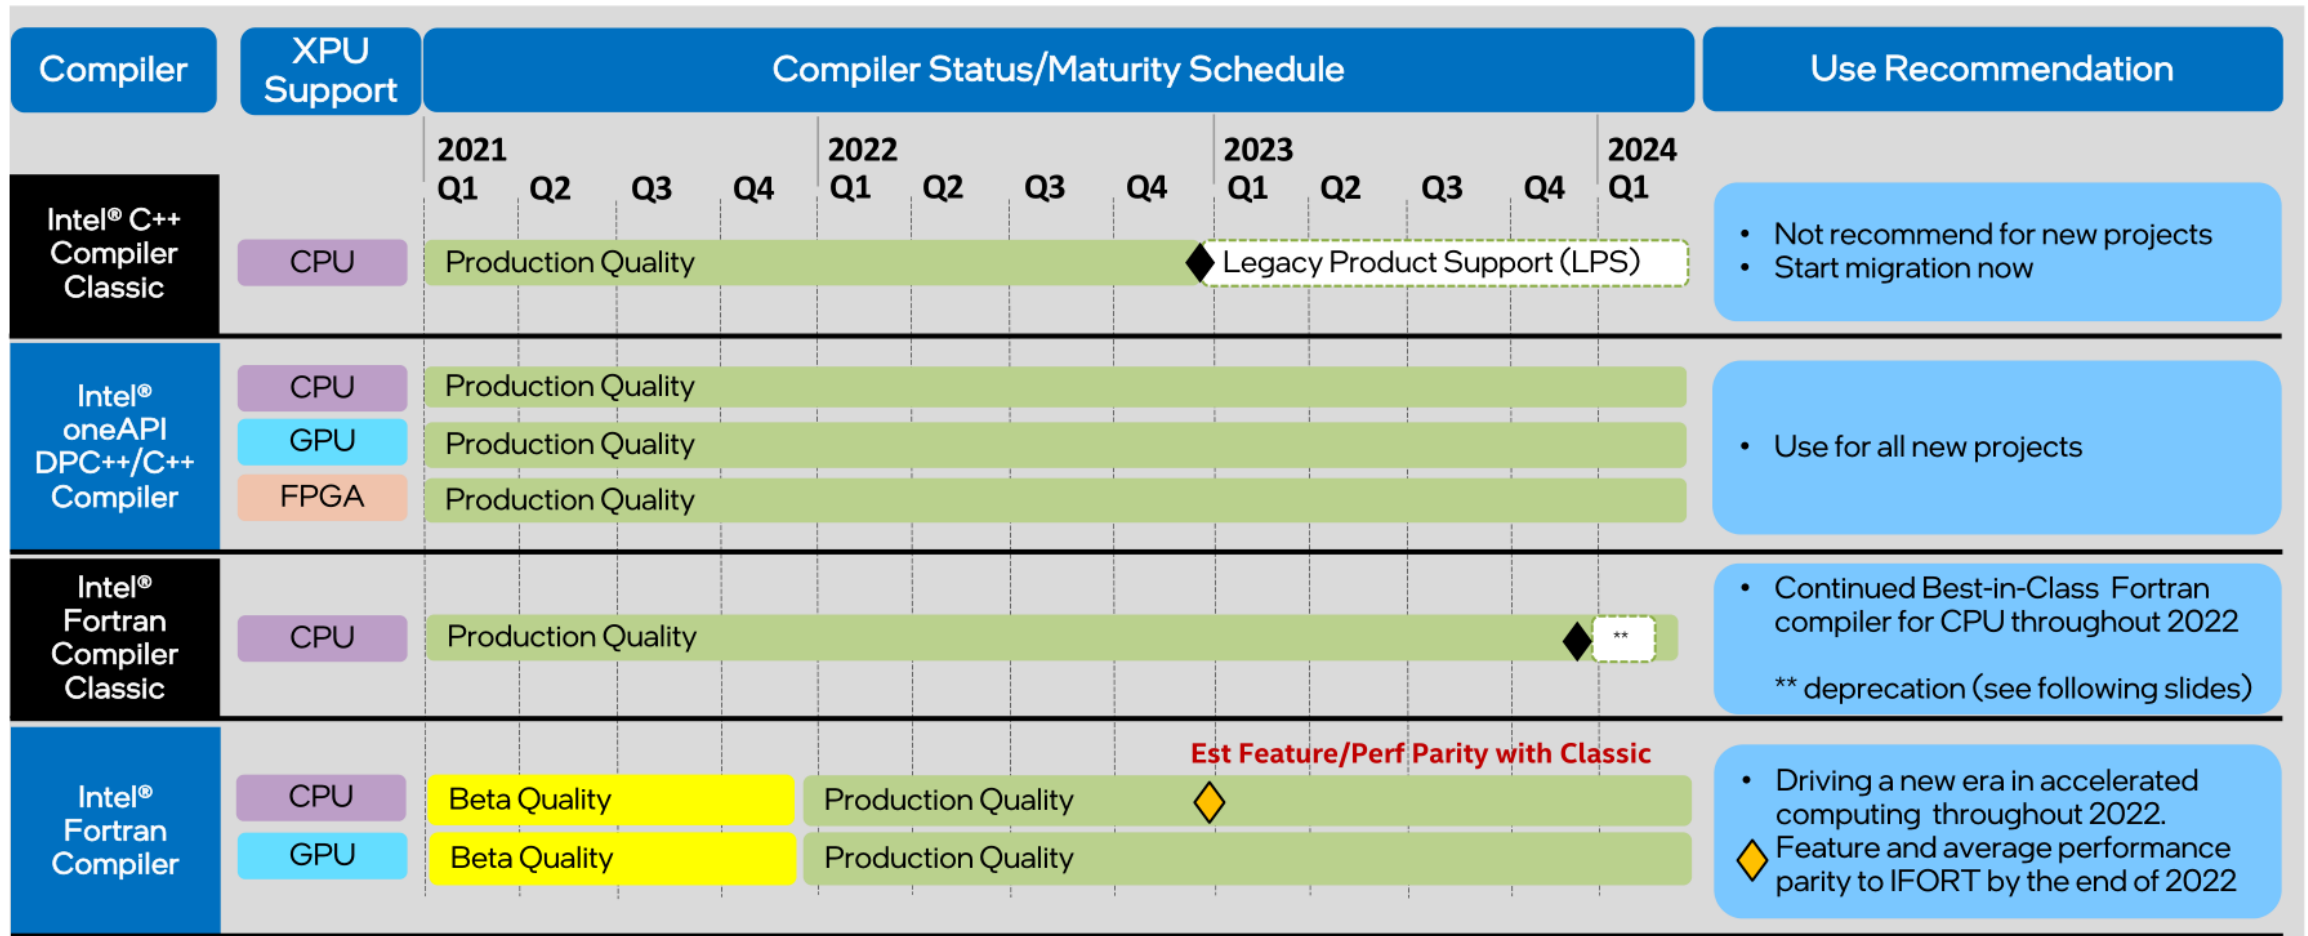 Compiler
XPU
Support
Compiler Status/Maturity Schedule
Use Recommendation
2021
2022
2023
2024
Q1 Q2 Q3 Q4 Q1 Q2 Q3 Q4 Q1 Q2 Q3 Q4 Q1
Intel® C++
Compiler
Classic
CPU
Production Quality
Legacy Product Support (LPS)
• Not recommend for new projects
• Start migration now
Intel®
oneAPI
DPC++/C++
Compiler
CPU
Production Quality
GPU
Production Quality
FPGA
Production Quality
• Use for all new projects
Intel®
Fortran
Compiler
Classic
CPU
Production Quality
**
• Continued Best-in-Class Fortran
compiler for CPU throughout 2022
** deprecation (see following slides)
Intel®
Fortran
Compiler
Est Feature/Perf Parity with Classic
CPU
Beta Quality
Production Quality
GPU
Beta Quality
Production Quality
• Driving a new era in accelerated
computing throughout 2022.
Feature and average performance
parity to IFORT by the end of 2022